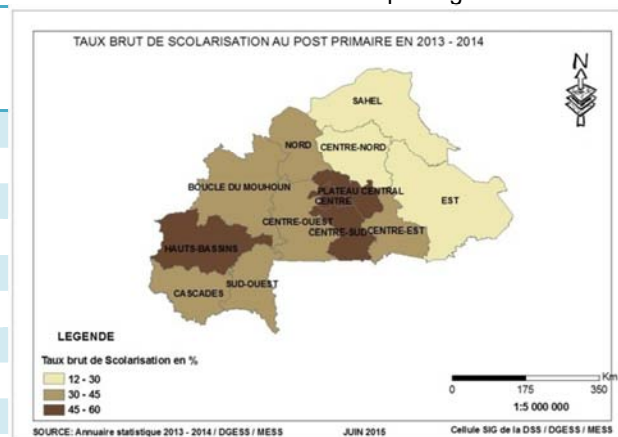 TAUX BRUT DE SCOLARISATION AU POST PRIMAIRE EN 2013 - 2014
N
SAHEL
NORD
CENTRE-NORD
BOUCLE DU MOUHOUN
PLATEAU CENTRAL
CENTRE
EST
CENTRE-OUEST
CENTRE-SUD
CENTRE-EST
HAUTS-BASSINS
CASCADES
SUD-OUEST
LEGENDE
Taux brut de Scolarisation en %
12 - 30
30 - 45
45 - 60
Km
0 175 350
1:5 000 000
SOURCE: Annuaire statistique 2013 - 2014 / DGESS / MESS JUIN 2015 Cellule SIG de la DSS / DGESS / MESS